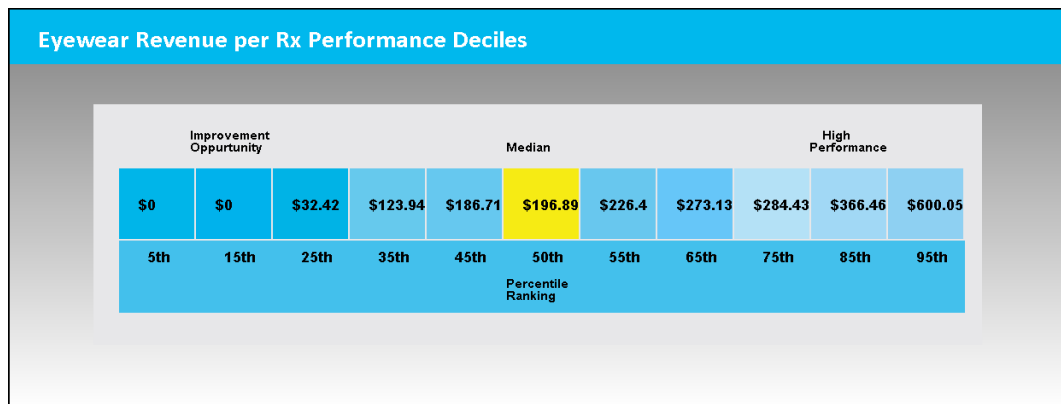 Eyewear Revenue per Rx Performance Deciles
Improvement
Oppurtunity
Median
High
Performance
$0 $0 $32.42 $123.94 $186.71 $196.89 $226.4 $273.13 $284.43 $366.46 $600.05
5th 15th 25th 35th 45th 50th 55th 65th 75th 85th 95th
Percentile
Ranking